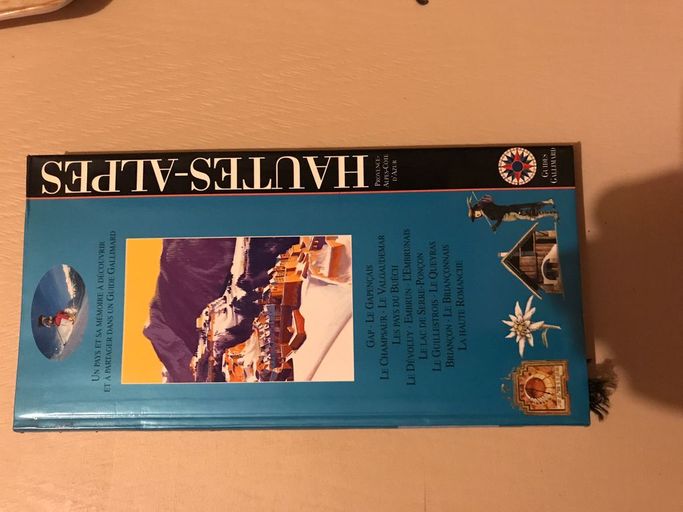 HAUTES-ALPES
PROVENCE-
ALPES-CÔTE
D'AZUR
GUIDES
GALLIMARD
UN PAYS ET SA MÉMOIRE À DÉCOUVRIR
ET À PARTAGER DANS UN GUIDE GALLIMARD
GAP · LE GAPENÇAIS
LE CHAMPSAUR · LE VALGAUDEMAR
LES PAYS DU BUËCH
LE DÉVOLUY · EMBRUN · L'EMBRUNAIS
LE LAC DE SERRE-PONÇON
LE GUILLESTROIS · LE QUEYRAS
BRIANÇON · LE BRIANÇONNAIS
LA HAUTE ROMANCHE